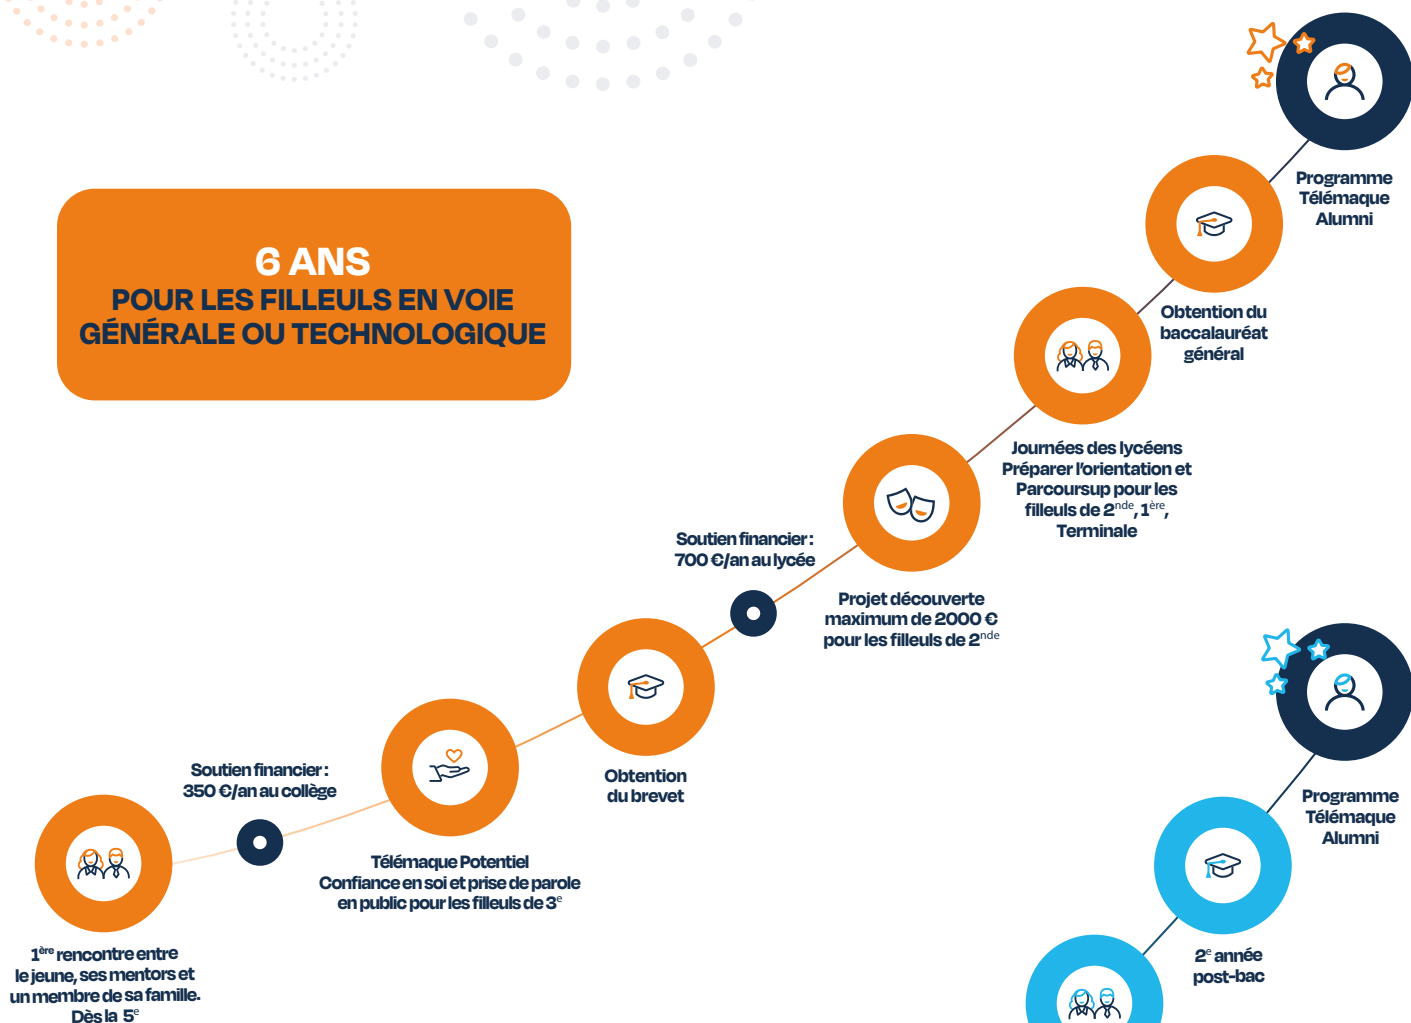 6 ANS
POUR LES FILLEULS EN VOIE
GÉNÉRALE OU TECHNOLOGIQUE
1ère rencontre entre
le jeune, ses mentors et
un membre de sa famille.
Dès la 5e
Soutien financier :
350 €/an au collège
Télémaque Potentiel
Confiance en soi et prise de parole
en public pour les filleuls de 3e
Obtention
du brevet
Soutien financier :
700 €/an au lycée
Projet découverte
maximum de 2000 €
pour les filleuls de 2nde
Journées des lycéens
Préparer l'orientation et
Parcoursup pour les
filleuls de 2nde, 1ère,
Terminale
Obtention du
baccalauréat
général
Programme
Télémaque
Alumni
2e année
post-bac
Programme
Télémaque
Alumni